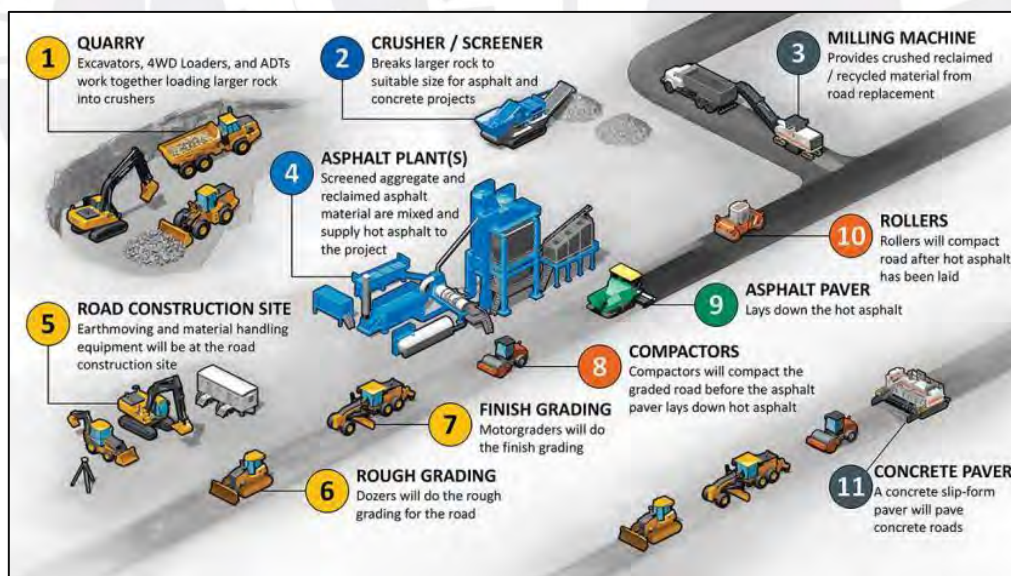 1
QUARRY
Excavators, 4WD Loaders, and ADTs
work together loading larger rock
into crushers
2
CRUSHER / SCREENER
Breaks larger rock to
suitable size for asphalt and
concrete projects
3
MILLING MACHINE
Provides crushed reclaimed
/ recycled material from
road replacement
4
ASPHALT PLANT(S)
Screened aggregate and
reclaimed asphalt
material are mixed and
supply hot asphalt to
the project
5
ROAD CONSTRUCTION SITE
Earthmoving and material handling
equipment will be at the road
construction site
6
ROUGH GRADING
Dozers will do the rough
grading for the road
7
FINISH GRADING
Motorgraders will do
the finish grading
8
COMPACTORS
Compactors will compact the
graded road before the asphalt
paver lays down hot asphalt
9
ASPHALT PAVER
Lays down the hot asphalt
10
ROLLERS
Rollers will compact
road after hot asphalt
has been laid
11
CONCRETE PAVER
A concrete slip-form
paver will pave
concrete roads